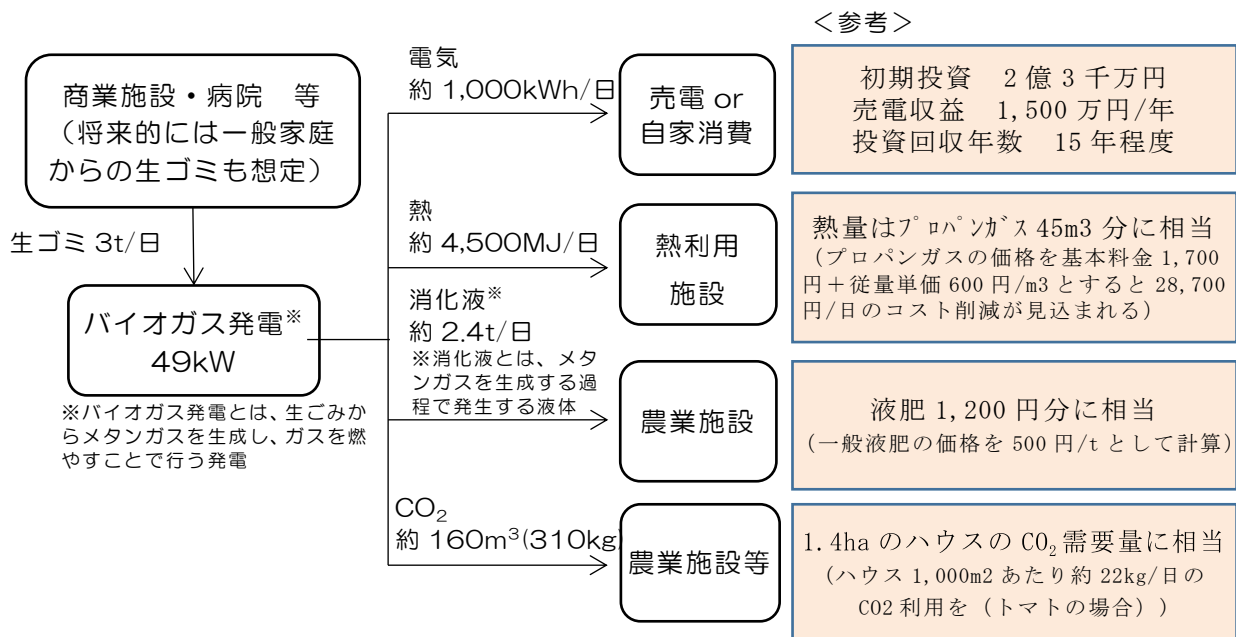 ＜参考＞
商業施設・病院　等
（将来的には一般家庭
からの生ゴミも想定）
生ゴミ 3t/日
バイオガス発電※
49kW
※バイオガス発電とは、生ごみか
らメタンガスを生成し、ガスを燃
やすことで行う発電
電気
約 1,000kWh/日
売電 or
自家消費
初期投資　2 億 3 千万円
売電収益　1,500 万円/年
投資回収年数　15 年程度
熱
約 4,500MJ/日
熱利用
施設
熱量はﾌﾟﾛﾊﾟﾝｶﾞｽ 45m3 分に相当
（プロパンガスの価格を基本料金 1,700
円＋従量単価 600 円/m3 とすると 28,700
円/日のコスト削減が見込まれる）
消化液※
約 2.4t/日
※消化液とは、メタ
ンガスを生成する過
程で発生する液体
農業施設
液肥 1,200 円分に相当
（一般液肥の価格を 500 円/t として計算）
CO₂
約 160m³(310kg)
農業施設等
1.4ha のハウスの CO₂需要量に相当
（ハウス 1,000m2 あたり約 22kg/日の
CO2 利用を（トマトの場合））